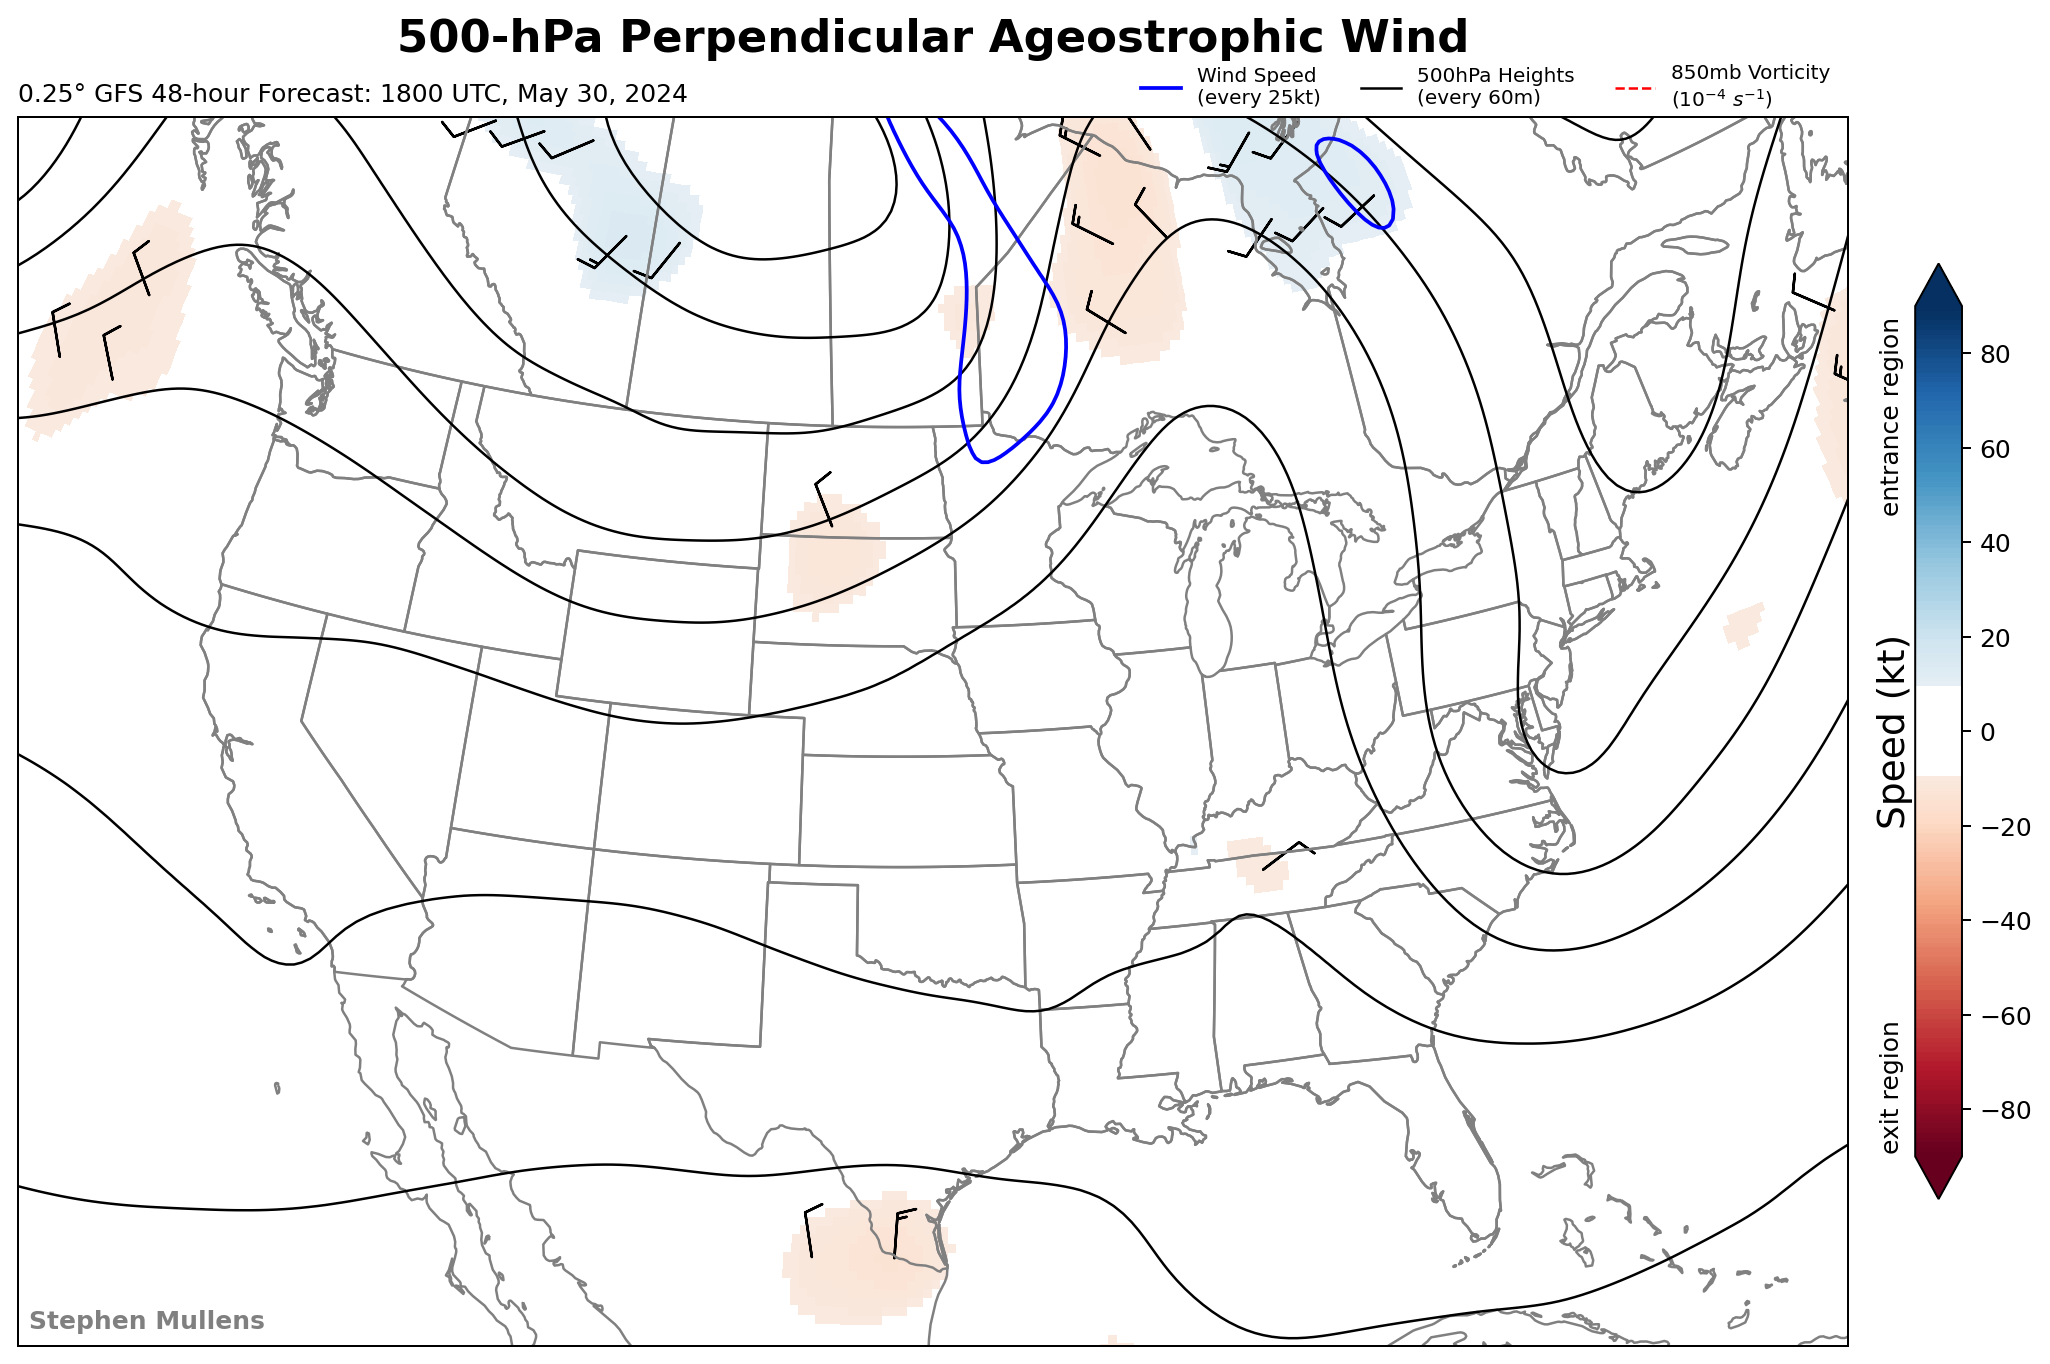 500-hPa Perpendicular Ageostrophic Wind
0.25° GFS 48-hour Forecast: 1800 UTC, May 30, 2024
Wind Speed
(every 25kt)
500hPa Heights
(every 60m)
850mb Vorticity
(10⁻⁴ s⁻¹)
entrance region
Speed (kt)
exit region
80
60
40
20
0
−20
−40
−60
−80
Stephen Mullens